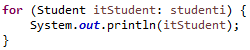 for (Student itStudent: studenti) {
    System.out.println(itStudent);
}